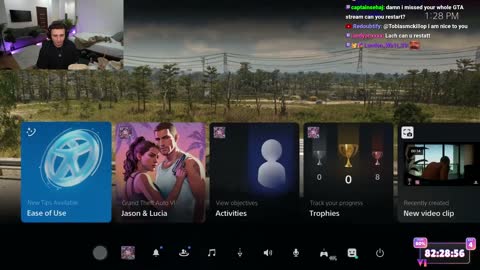 captainsehaj: damn i missed your whole GTA
stream can you restart?
1:28 PM
Redoubtify: @Tobiasmckillop i am nice to you
Lach can u restatt
New Tips Available
Ease of Use
Grand Theft Auto VI
Jason & Lucia
View objectives
Activities
Track your progress
Trophies
0
0
8
Recently created
New video clip
82:28:56